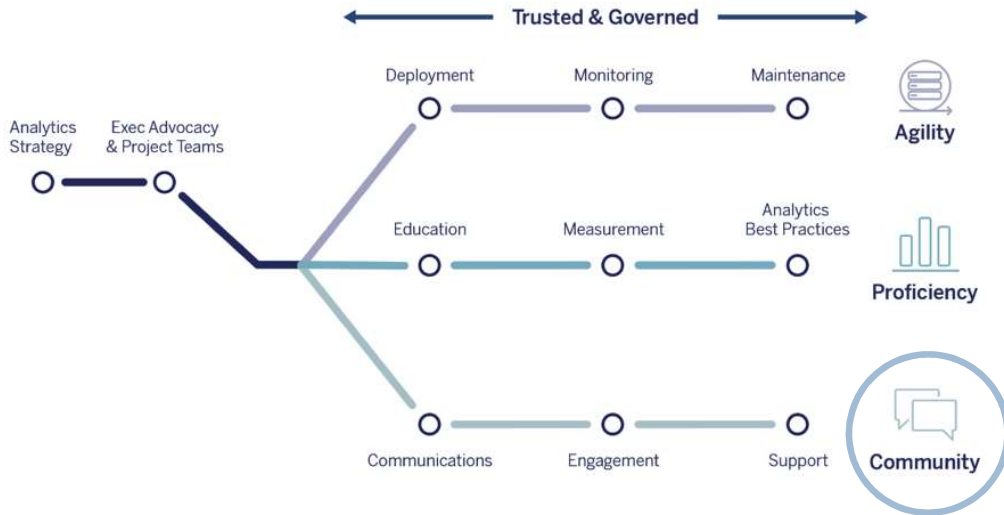 Trusted & Governed
Deployment
Monitoring
Maintenance
Agility
Analytics
Strategy
Exec Advocacy
& Project Teams
Education
Measurement
Analytics
Best Practices
Proficiency
Communications
Engagement
Support
Community